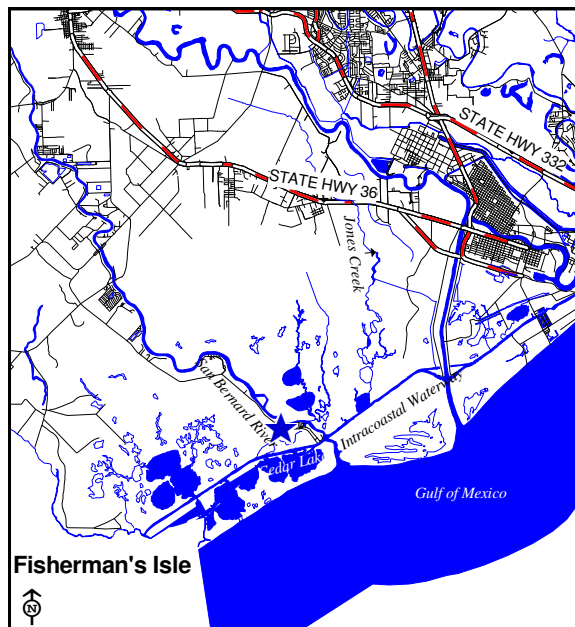 STATE HWY 332
STATE HWY 36
Jones Creek
San Bernard River
Intracoastal Waterway
Cedar Lake
Gulf of Mexico
Fisherman's Isle
N